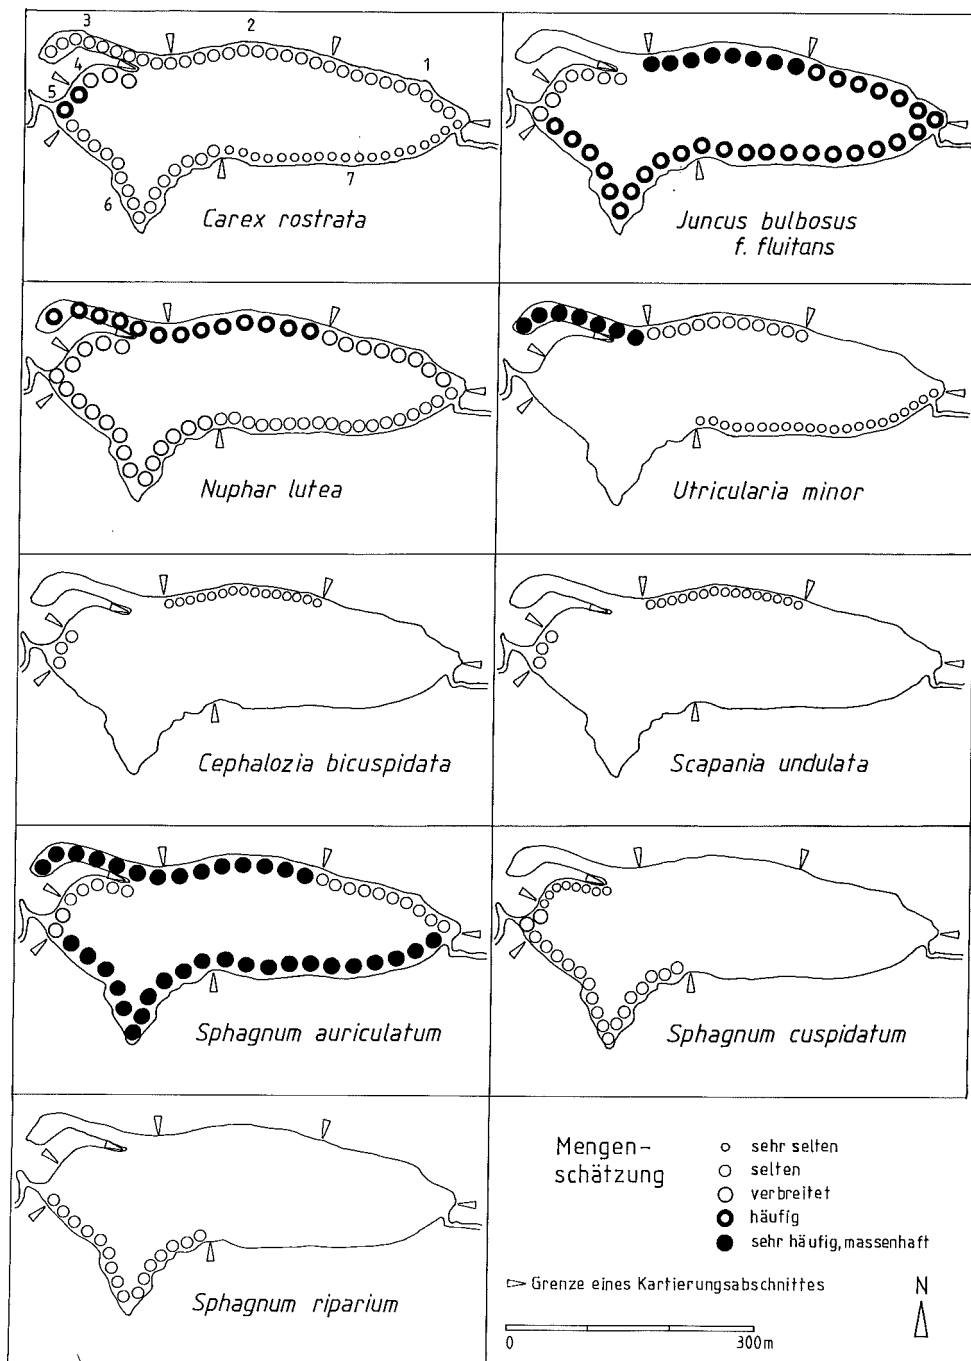 3
2
1
4
5
6
7
Carex rostrata
Juncus bulbosus
f. fluitans
Nuphar lutea
Utricularia minor
Cephalozia bicuspidata
Scapania undulata
Sphagnum auriculatum
Sphagnum cuspidatum
Sphagnum riparium
Mengen-
schätzung
sehr selten
selten
verbreitet
häufig
sehr häufig, massenhaft
Grenze eines Kartierungsabschnittes
N
0 300m